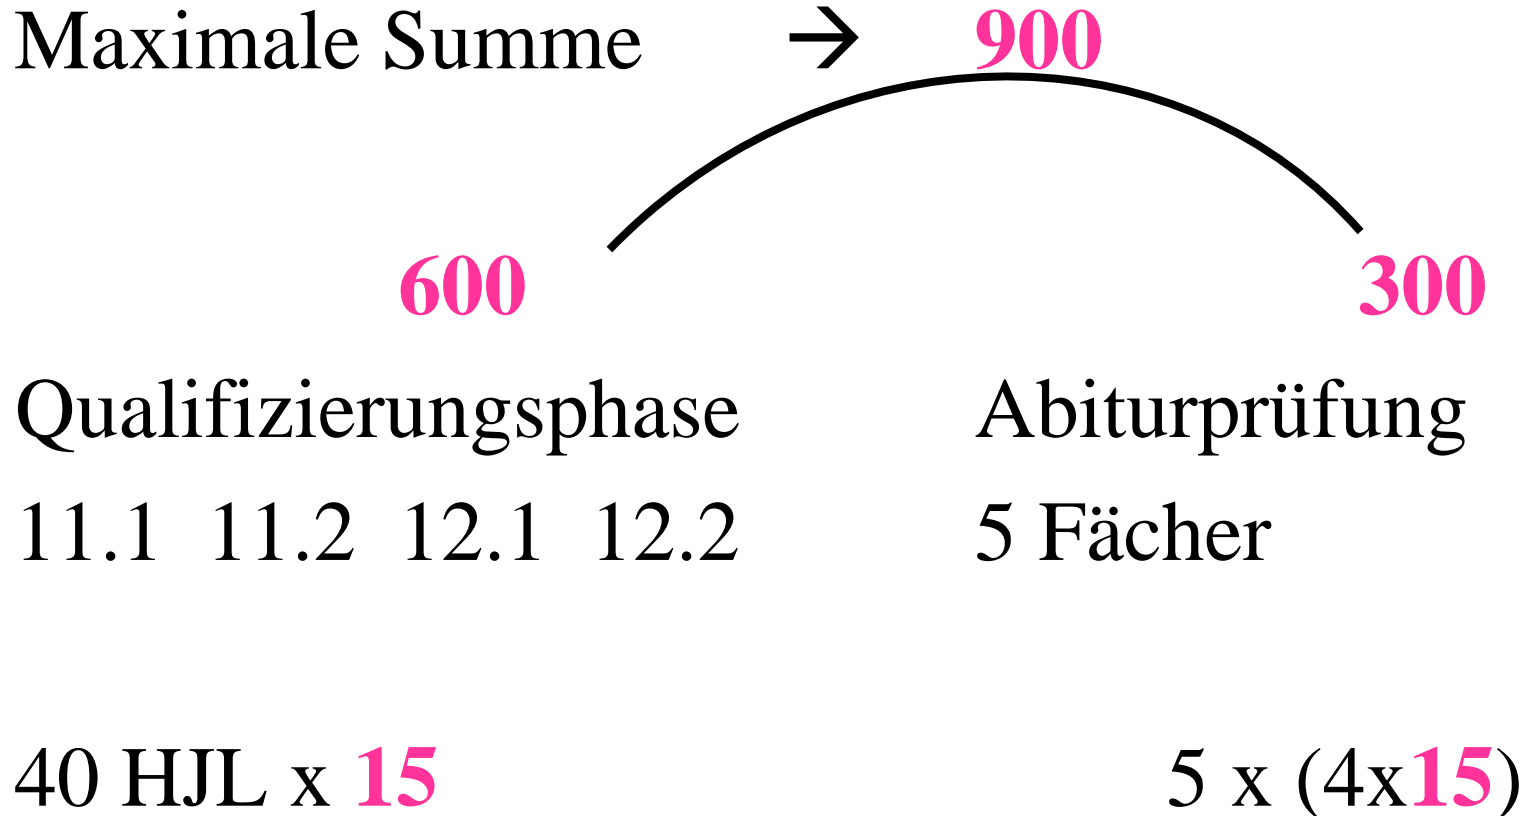 Maximale Summe → 900
600 300
Qualifizierungsphase Abiturprüfung
11.1 11.2 12.1 12.2 5 Fächer
40 HJL x 15 5 x (4x15)